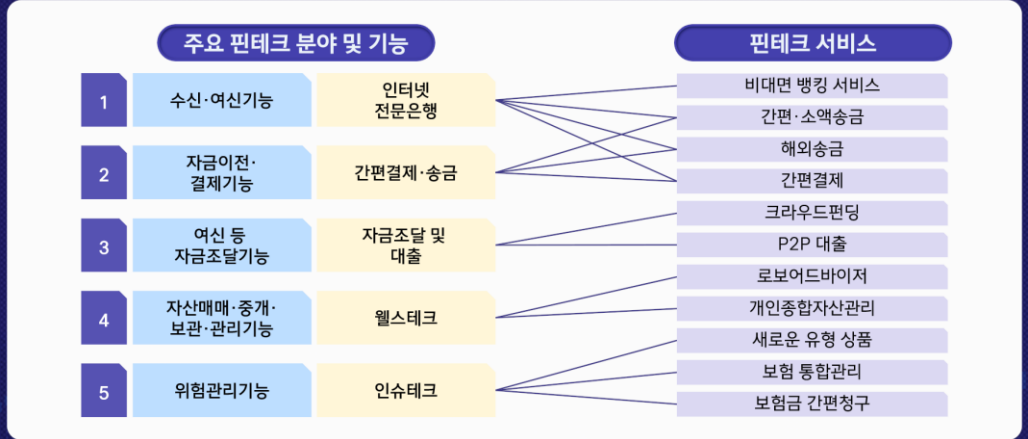 주요 핀테크 분야 및 기능
핀테크 서비스
1
수신·여신기능
인터넷
전문은행
2
자금이전·
결제기능
간편결제·송금
3
여신 등
자금조달기능
자금조달 및
대출
4
자산매매·중개·
보관·관리기능
웰스테크
5
위험관리기능
인슈테크
비대면 뱅킹 서비스
간편·소액송금
해외송금
간편결제
크라우드펀딩
P2P 대출
로보어드바이저
개인종합자산관리
새로운 유형 상품
보험 통합관리
보험금 간편청구